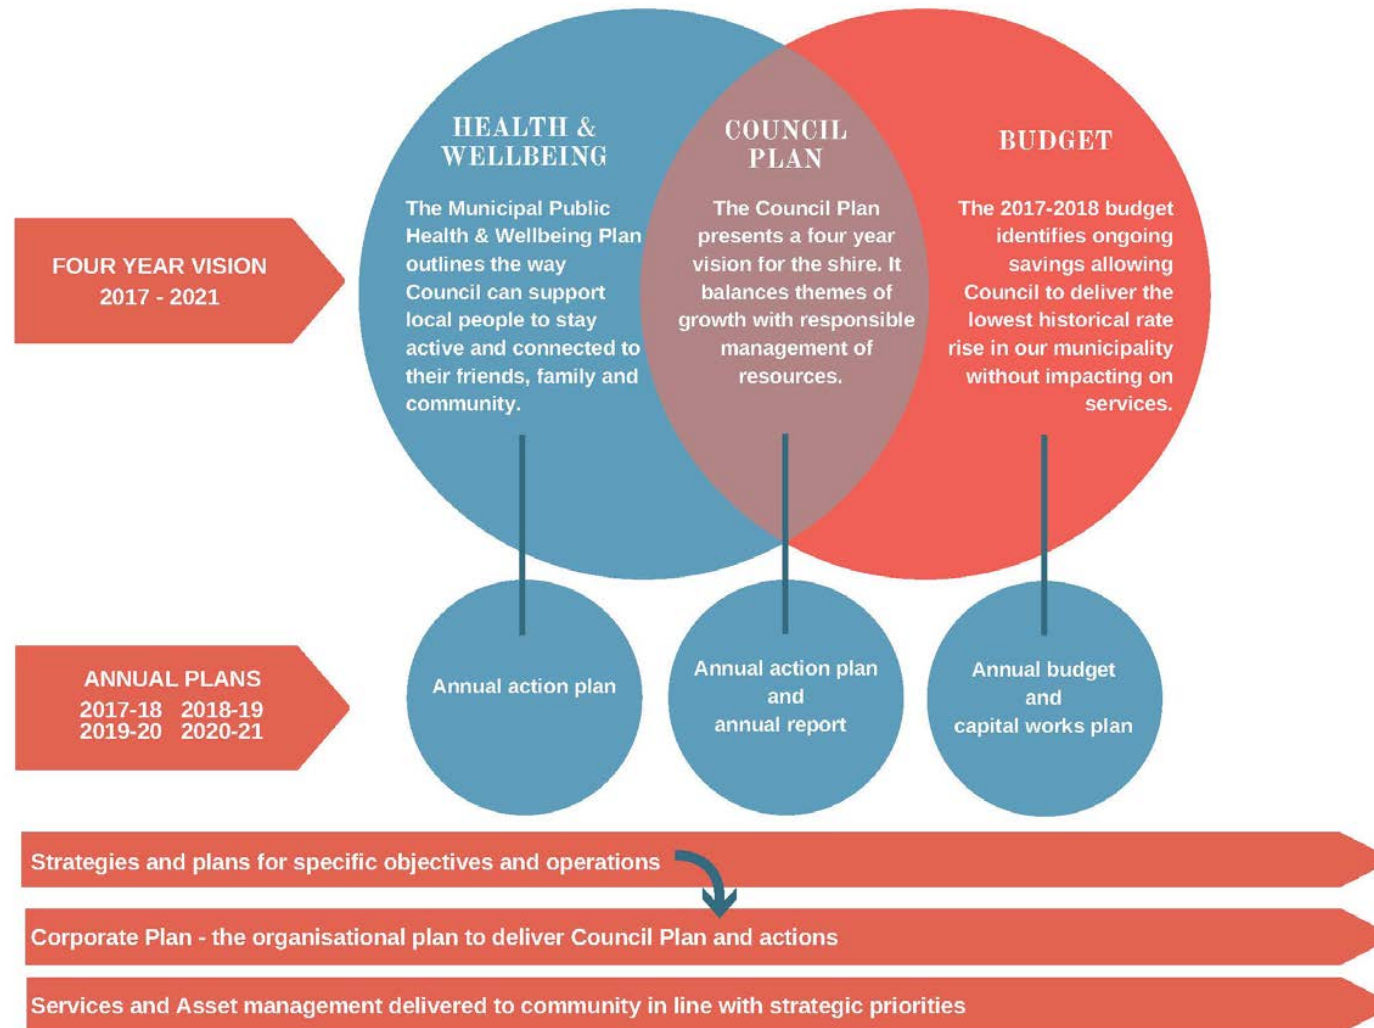 HEALTH &
WELLBEING
The Municipal Public
Health & Wellbeing Plan
outlines the way
Council can support
local people to stay
active and connected to
their friends, family and
community.
COUNCIL
PLAN
The Council Plan
presents a four year
vision for the shire. It
balances themes of
growth with responsible
management of
resources.
BUDGET
The 2017-2018 budget
identifies ongoing
savings allowing
Council to deliver the
lowest historical rate
rise in our municipality
without impacting on
services.
FOUR YEAR VISION
2017 - 2021
ANNUAL PLANS
2017-18 2018-19
2019-20 2020-21
Annual action plan
Annual action plan
and
annual report
Annual budget
and
capital works plan
Strategies and plans for specific objectives and operations
Corporate Plan - the organisational plan to deliver Council Plan and actions
Services and Asset management delivered to community in line with strategic priorities